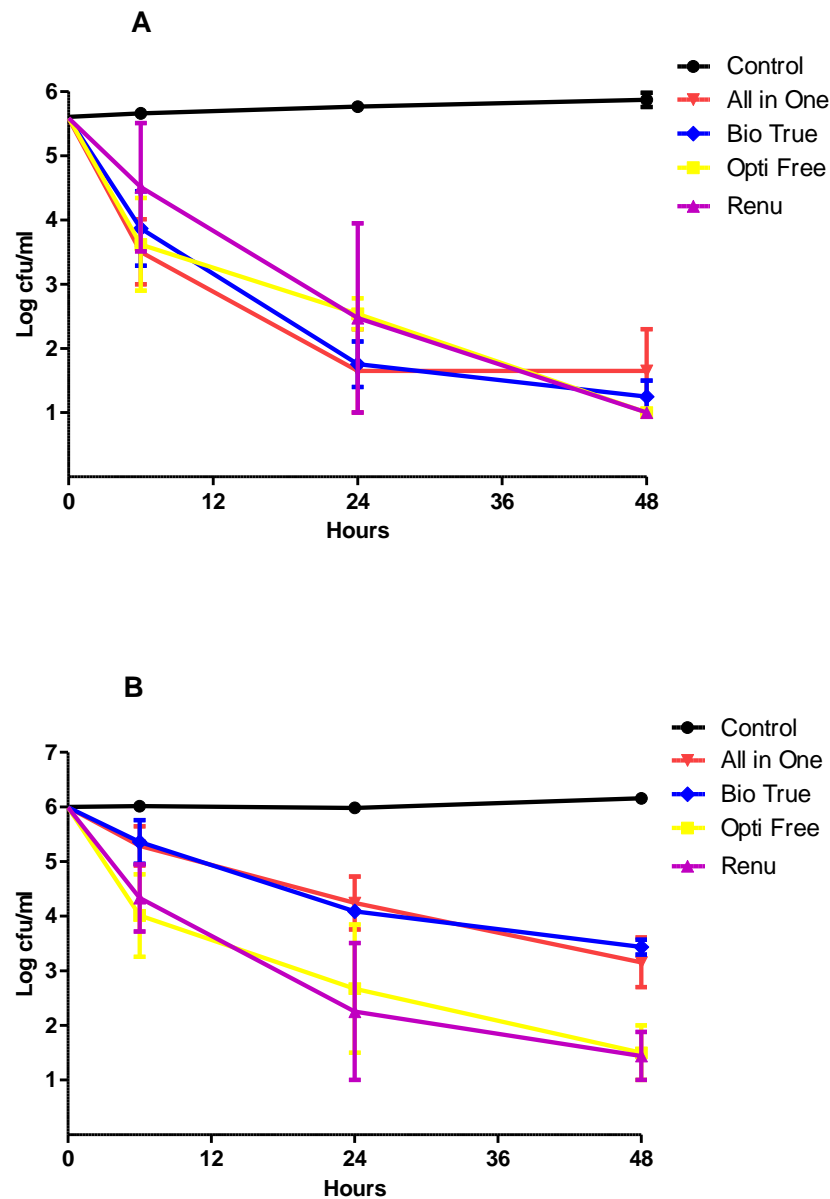 A
Control
All in One
Bio True
Opti Free
Renu
6
5
4
3
2
1
Log cfu/ml
0 12 24 36 48
Hours
B
Control
All in One
Bio True
Opti Free
Renu
7
6
5
4
3
2
1
Log cfu/ml
0 12 24 36 48
Hours